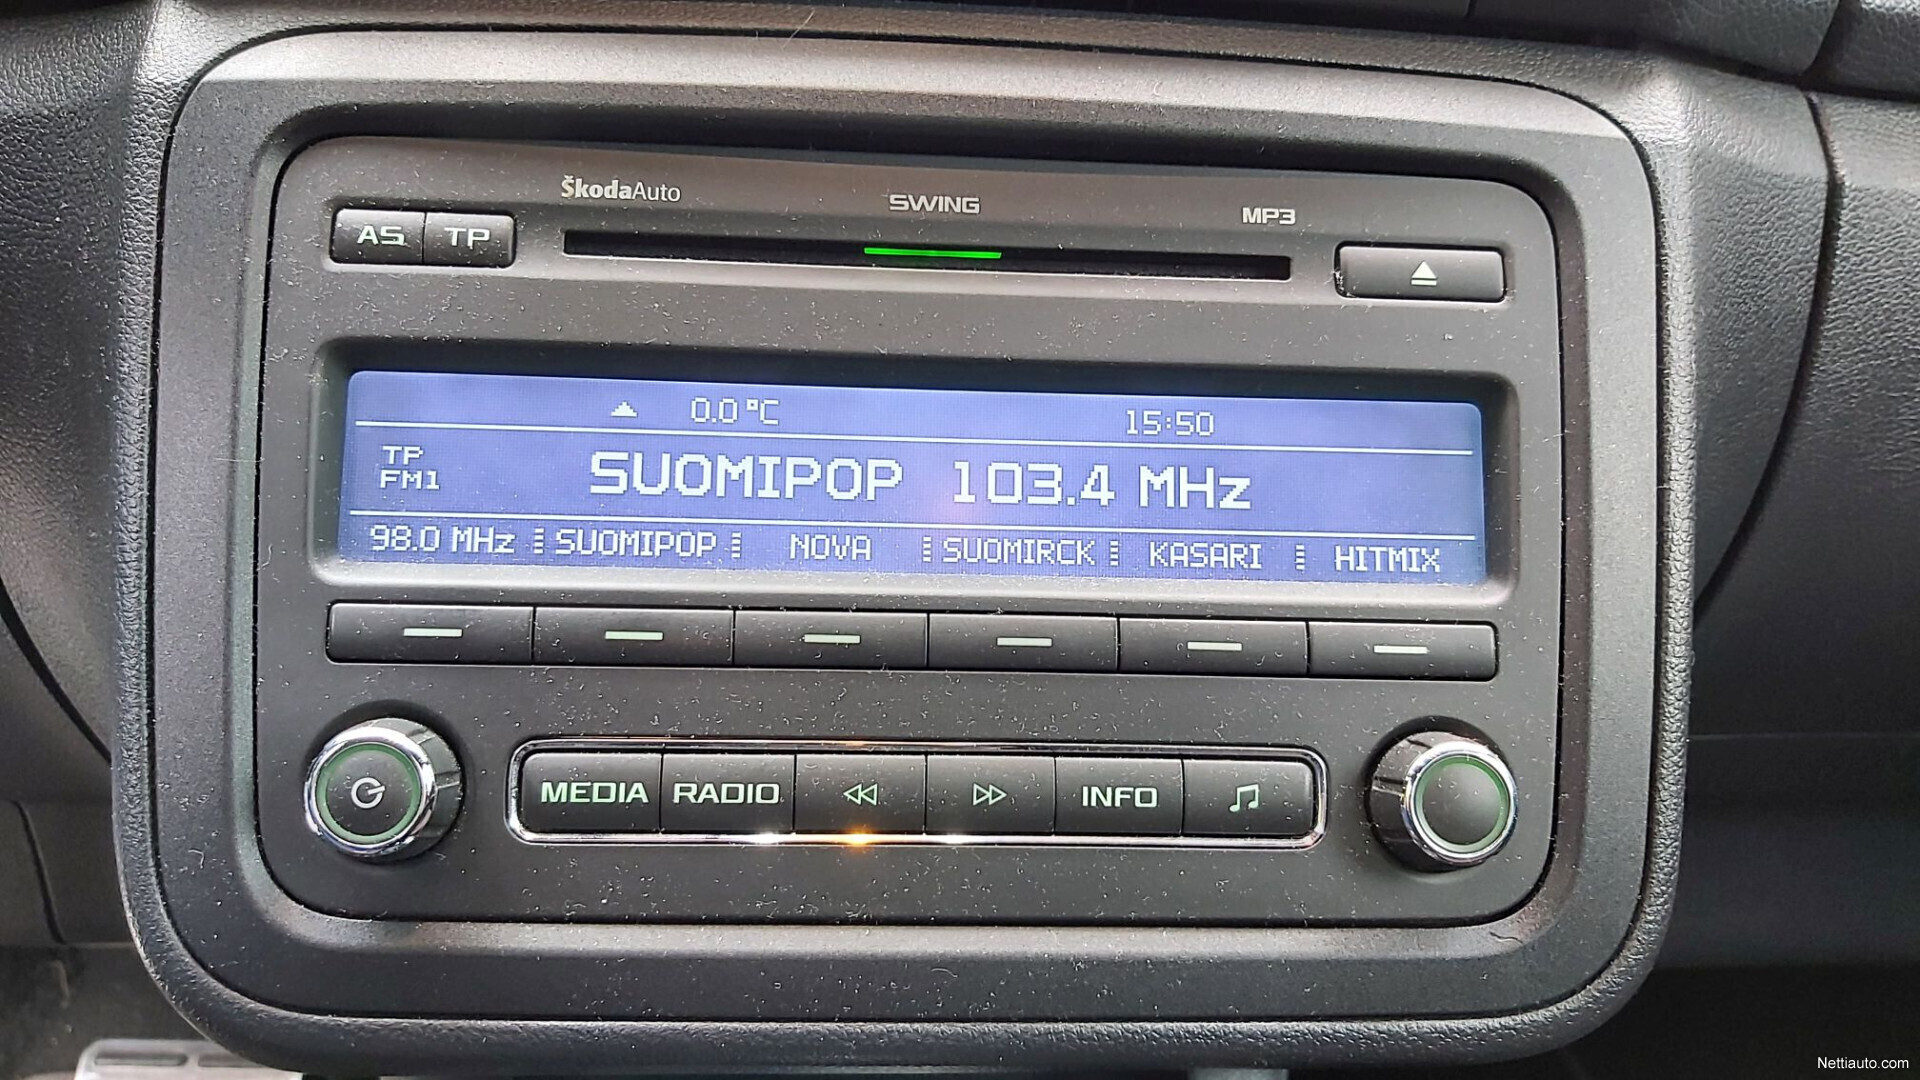 ŠkodaAuto
SWING
MP3
AS TP
0.0°C 15:50
TP
FM1
SUOMIPOP 103.4 MHz
98.0 MHz SUOMIPOP NOVA SUOMIRCK KASARI HITMIX
MEDIA RADIO INFO
Nettiauto.com